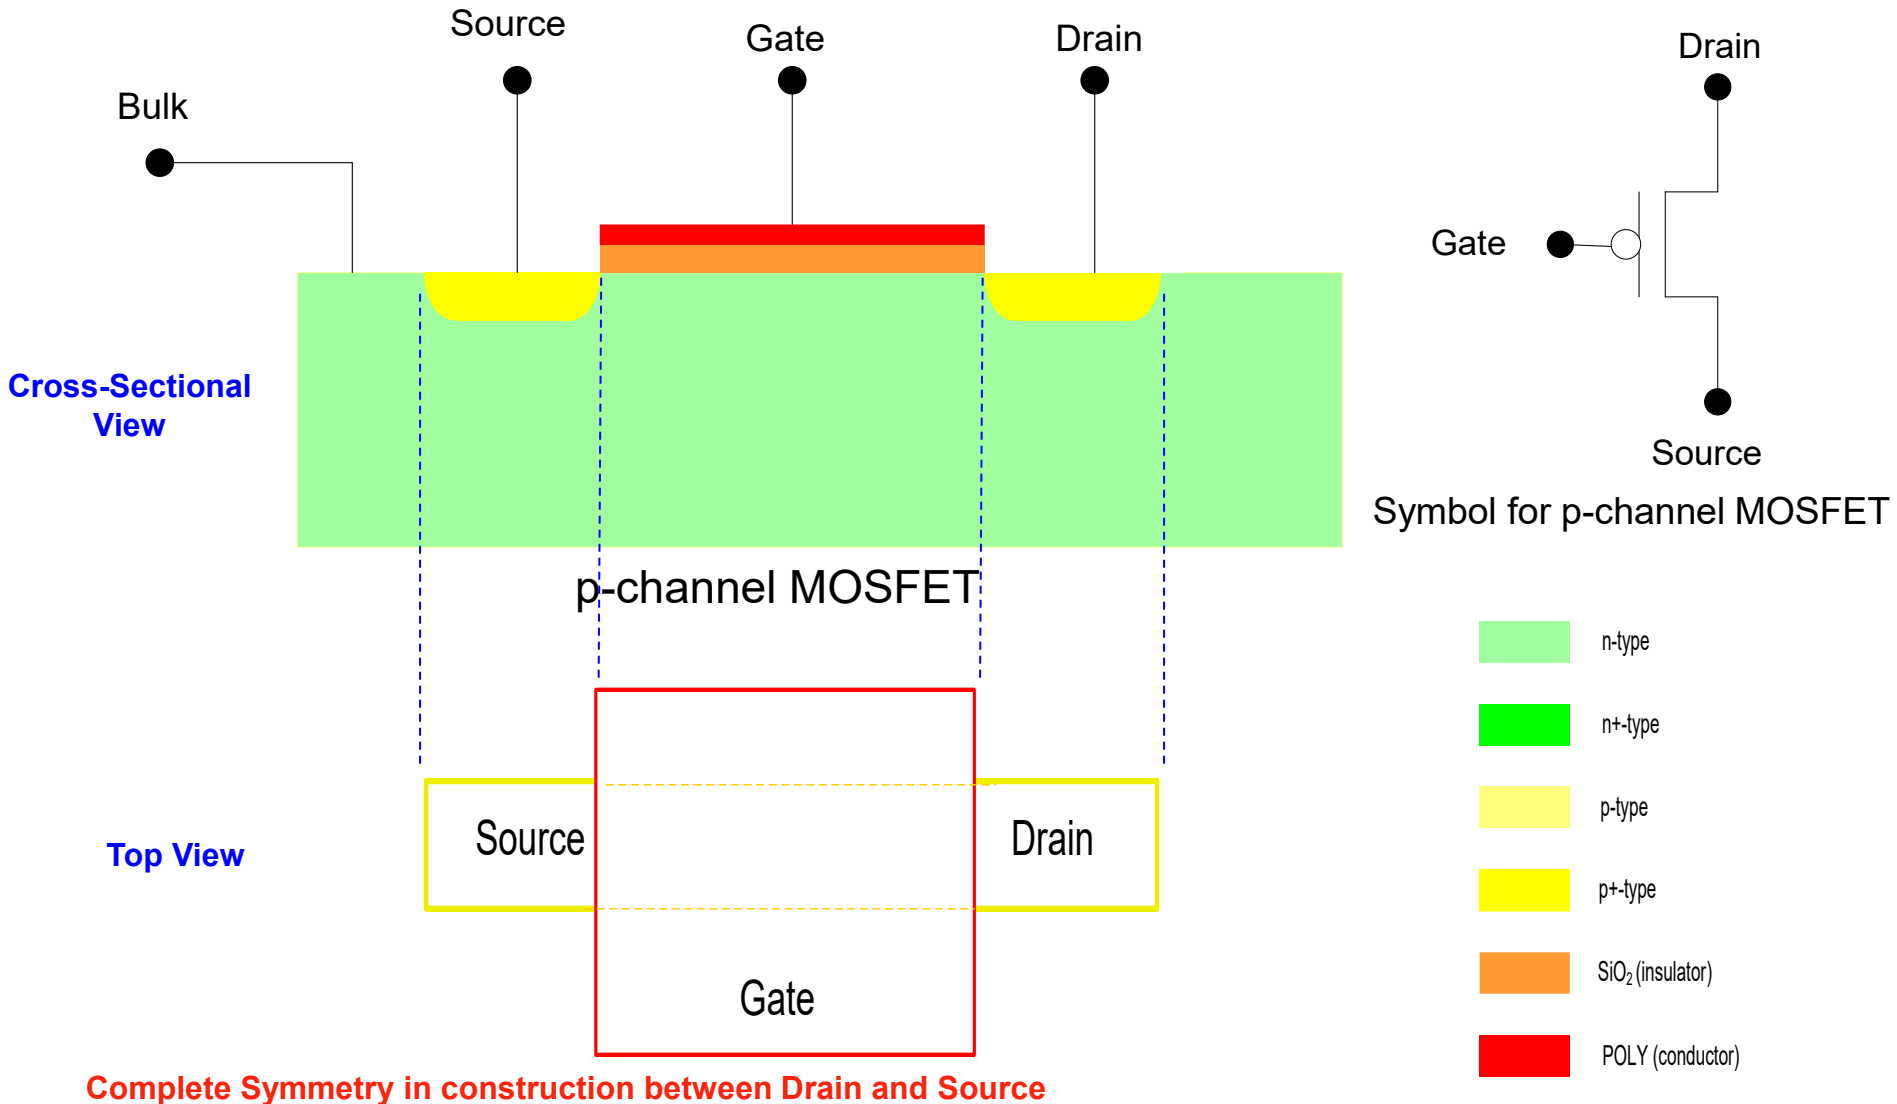 Source
Gate
Drain
Bulk
Cross-Sectional
View
p-channel MOSFET
Drain
Gate
Source
Symbol for p-channel MOSFET
n-type
n+-type
p-type
p+-type
SiO₂ (insulator)
POLY (conductor)
Top View
Source
Drain
Gate
Complete Symmetry in construction between Drain and Source